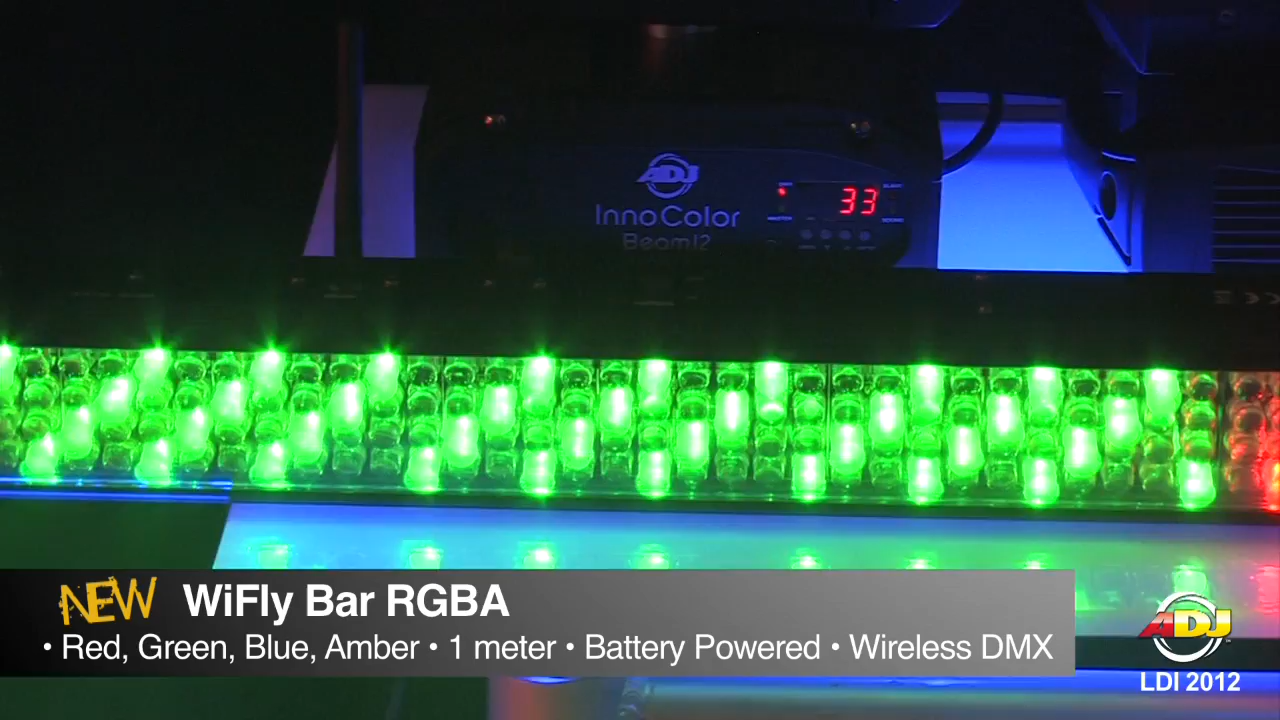 ADJ
InnoColor
Beam12
33
NEW WiFly Bar RGBA
• Red, Green, Blue, Amber • 1 meter • Battery Powered • Wireless DMX
ADJ
LDI 2012